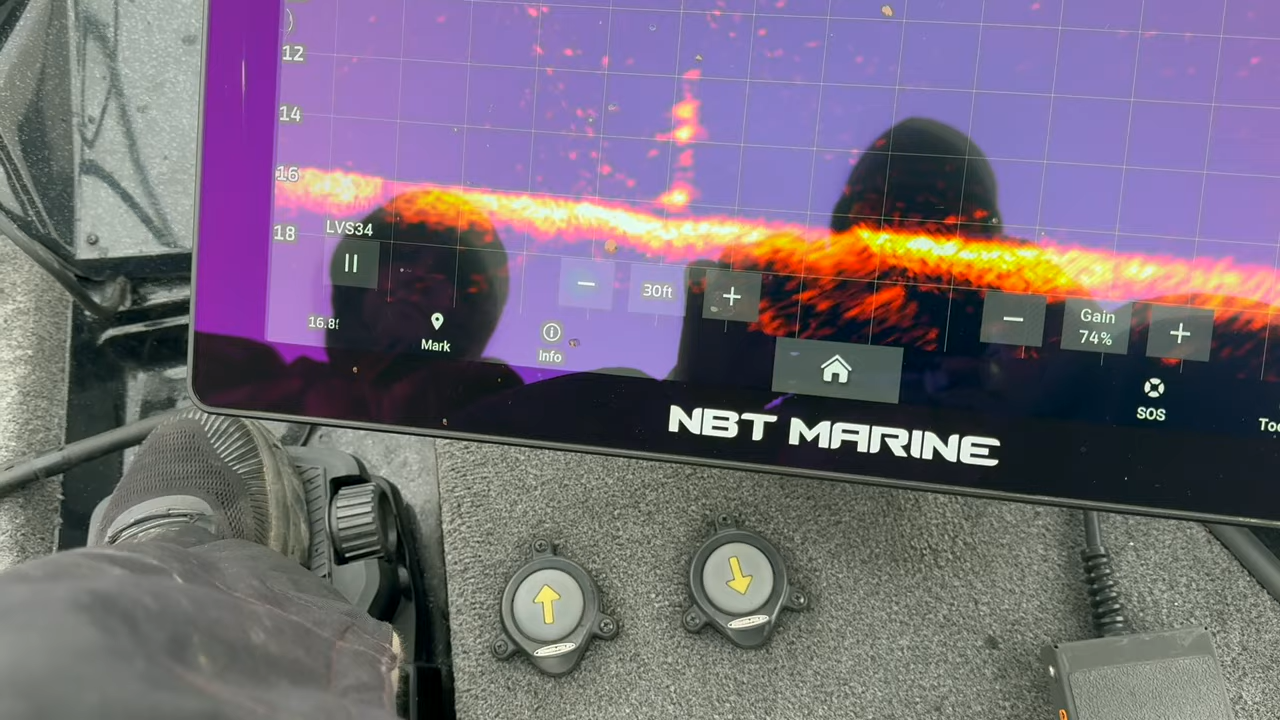 12
14
16
18
LVS34
30ft
Gain
74%
Mark
Info
SOS
NBT MARINE